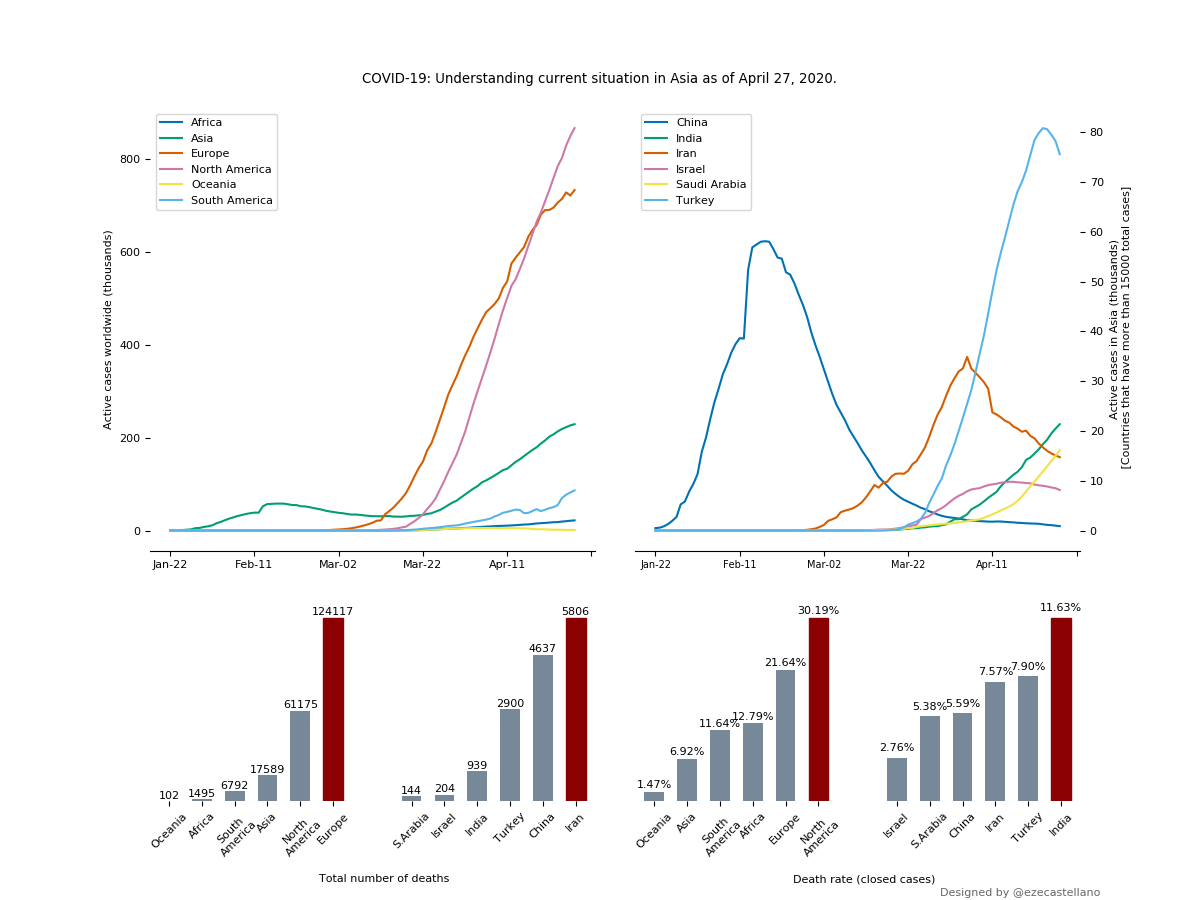 COVID-19: Understanding current situation in Asia as of April 27, 2020.
Africa
Asia
Europe
North America
Oceania
South America
China
India
Iran
Israel
Saudi Arabia
Turkey
Active cases worldwide (thousands)
800
600
400
200
0
Jan-22 Feb-11 Mar-02 Mar-22 Apr-11
80
70
60
50
40
30
20
10
0
Active cases in Asia (thousands)
[Countries that have more than 15000 total cases]
Jan-22 Feb-11 Mar-02 Mar-22 Apr-11
102 1495 6792 17589 61175 124117
144 204 939 2900 4637 5806
Oceania
Africa
South
America
Asia
North
America
Europe
S.Arabia
Israel
India
Turkey
China
Iran
Total number of deaths
1.47% 6.92% 11.64% 12.79% 21.64% 30.19%
2.76% 5.38% 5.59% 7.57% 7.90% 11.63%
Oceania
Asia
South
America
Africa
Europe
North
America
Israel
S.Arabia
China
Iran
Turkey
India
Death rate (closed cases)
Designed by @ezecastellano